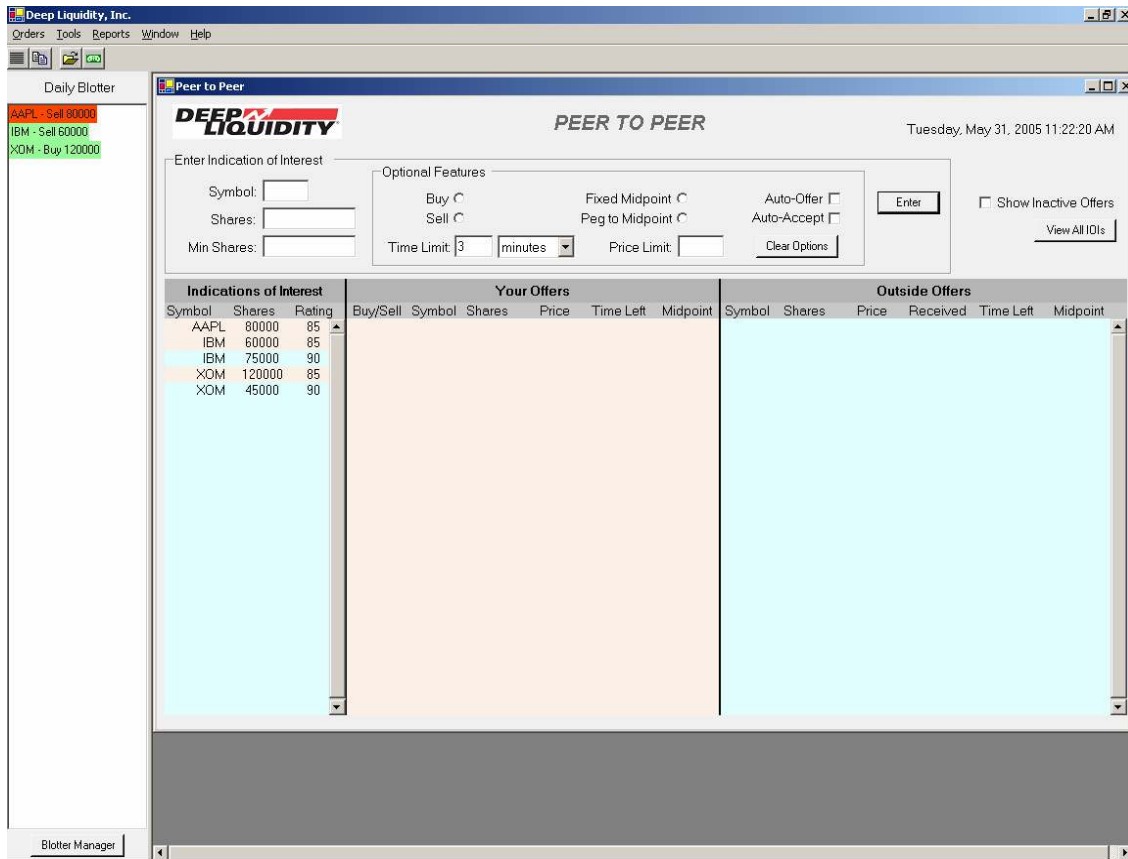 Deep Liquidity, Inc.
Orders Tools Reports Window Help
Daily Blotter
AAPL - Sell 80000
IBM - Sell 60000
XOM - Buy 120000
Blotter Manager
Peer to Peer
DEEP LIQUIDITY
PEER TO PEER
Tuesday, May 31, 2005 11:22:20 AM
Enter Indication of Interest
Symbol:
Shares:
Min Shares:
Optional Features
Buy Fixed Midpoint Auto-Offer
Sell Peg to Midpoint Auto-Accept
Time Limit: 3 minutes Price Limit: Clear Options
Enter
Show Inactive Offers
View All IOIs
Indications of Interest Your Offers Outside Offers
Symbol Shares Rating Buy/Sell Symbol Shares Price Time Left Midpoint Symbol Shares Price Received Time Left Midpoint
AAPL 80000 85
IBM 60000 85
IBM 75000 90
XOM 120000 85
XOM 45000 90